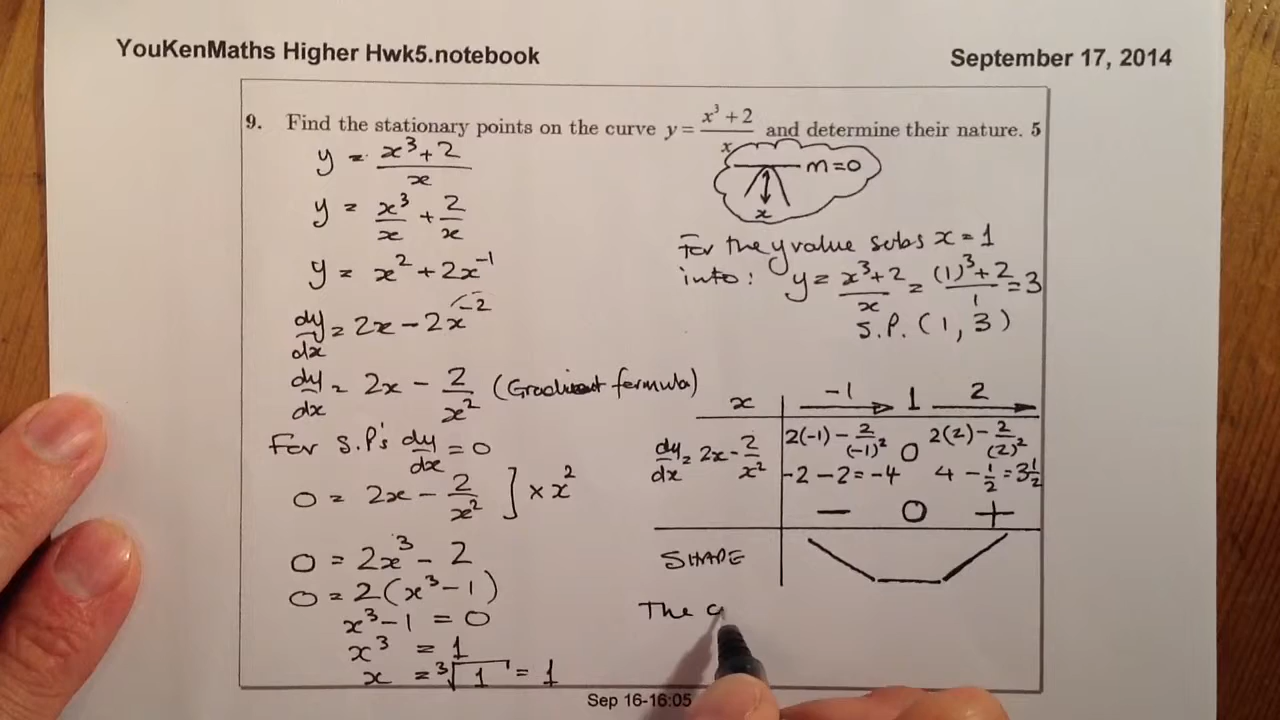 YouKenMaths Higher Hwk5.notebook
September 17, 2014
9. Find the stationary points on the curve y = x³ + 2 / x and determine their nature. 5
y = x³ + 2 / x
y = x³/x + 2/x
y = x² + 2x⁻¹
dy/dx = 2x - 2x⁻²
dy/dx = 2x - 2/x² (Gradient formula)
For S.P's dy/dx = 0
0 = 2x - 2/x² ] × x²
0 = 2x³ - 2
0 = 2(x³ - 1)
x³ - 1 = 0
x³ = 1
x = ³√1 = 1
m = 0
x
For the y value subs x = 1
into: y = x³ + 2 / x = (1)³ + 2 / 1 = 3
S.P. (1, 3)
x -1 → 1 2 →
dy/dx = 2x - 2/x² 2(-1) - 2/(-1)² 0 2(2) - 2/(2)²
-2 - 2 = -4 4 - 1/2 = 3 1/2
- 0 +
SHAPE
The
Sep 16-16:05